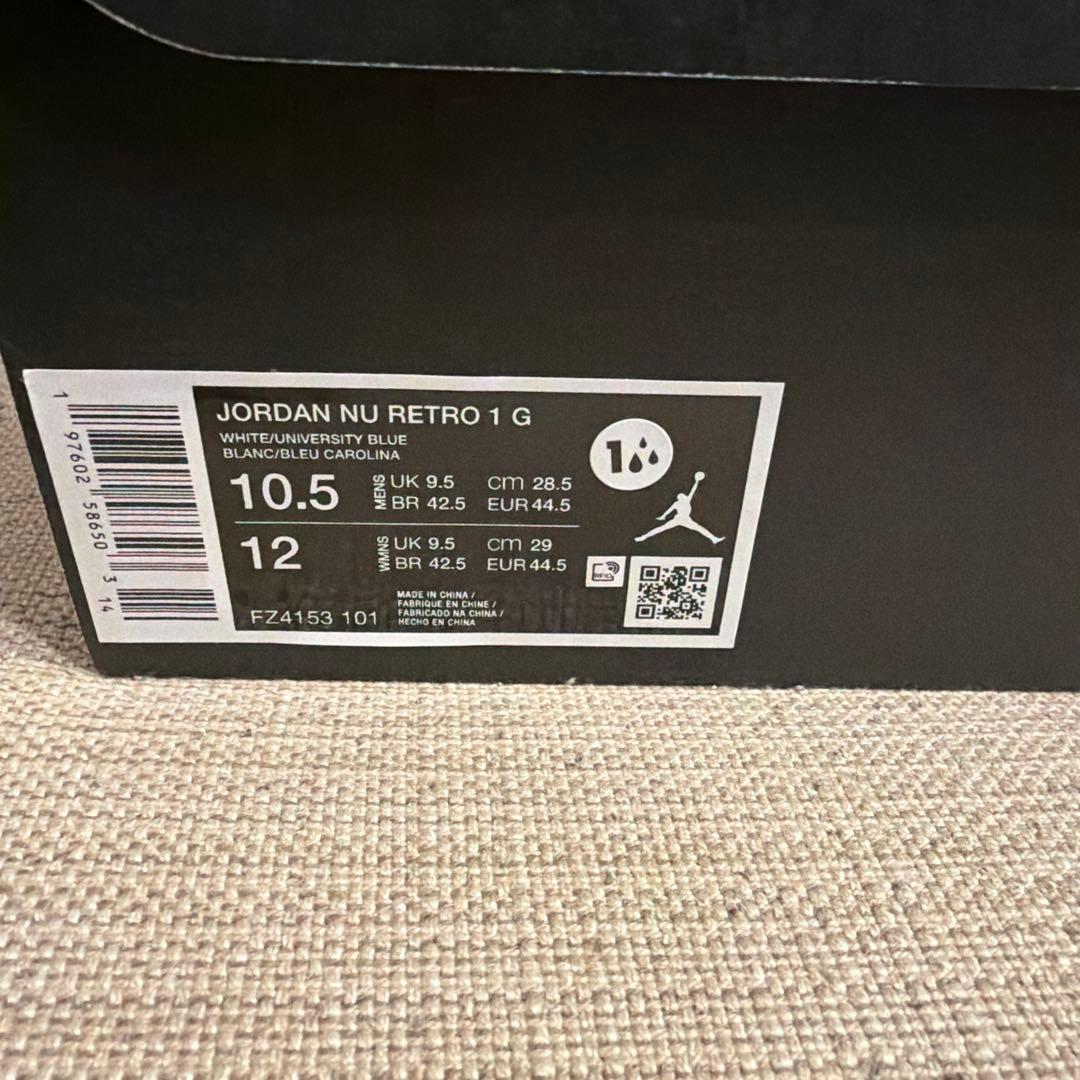 JORDAN NU RETRO 1 G
WHITE/UNIVERSITY BLUE
BLANC/BLEU CAROLINA
10.5 MENS UK 9.5 CM 28.5
BR 42.5 EUR 44.5
12 WMNS UK 9.5 CM 29
BR 42.5 EUR 44.5
FZ4153 101
MADE IN CHINA /
FABRIQUE EN CHINE /
FABRICADO NA CHINA /
HECHO EN CHINA
RFID
1
1 97602 58650 3 14